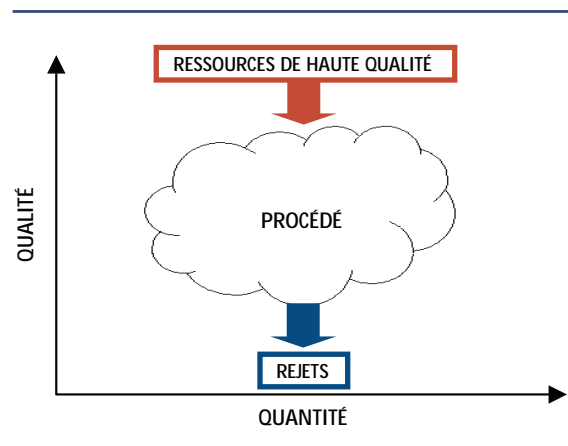 RESSOURCES DE HAUTE QUALITÉ
QUALITÉ
PROCÉDÉ
REJETS
QUANTITÉ